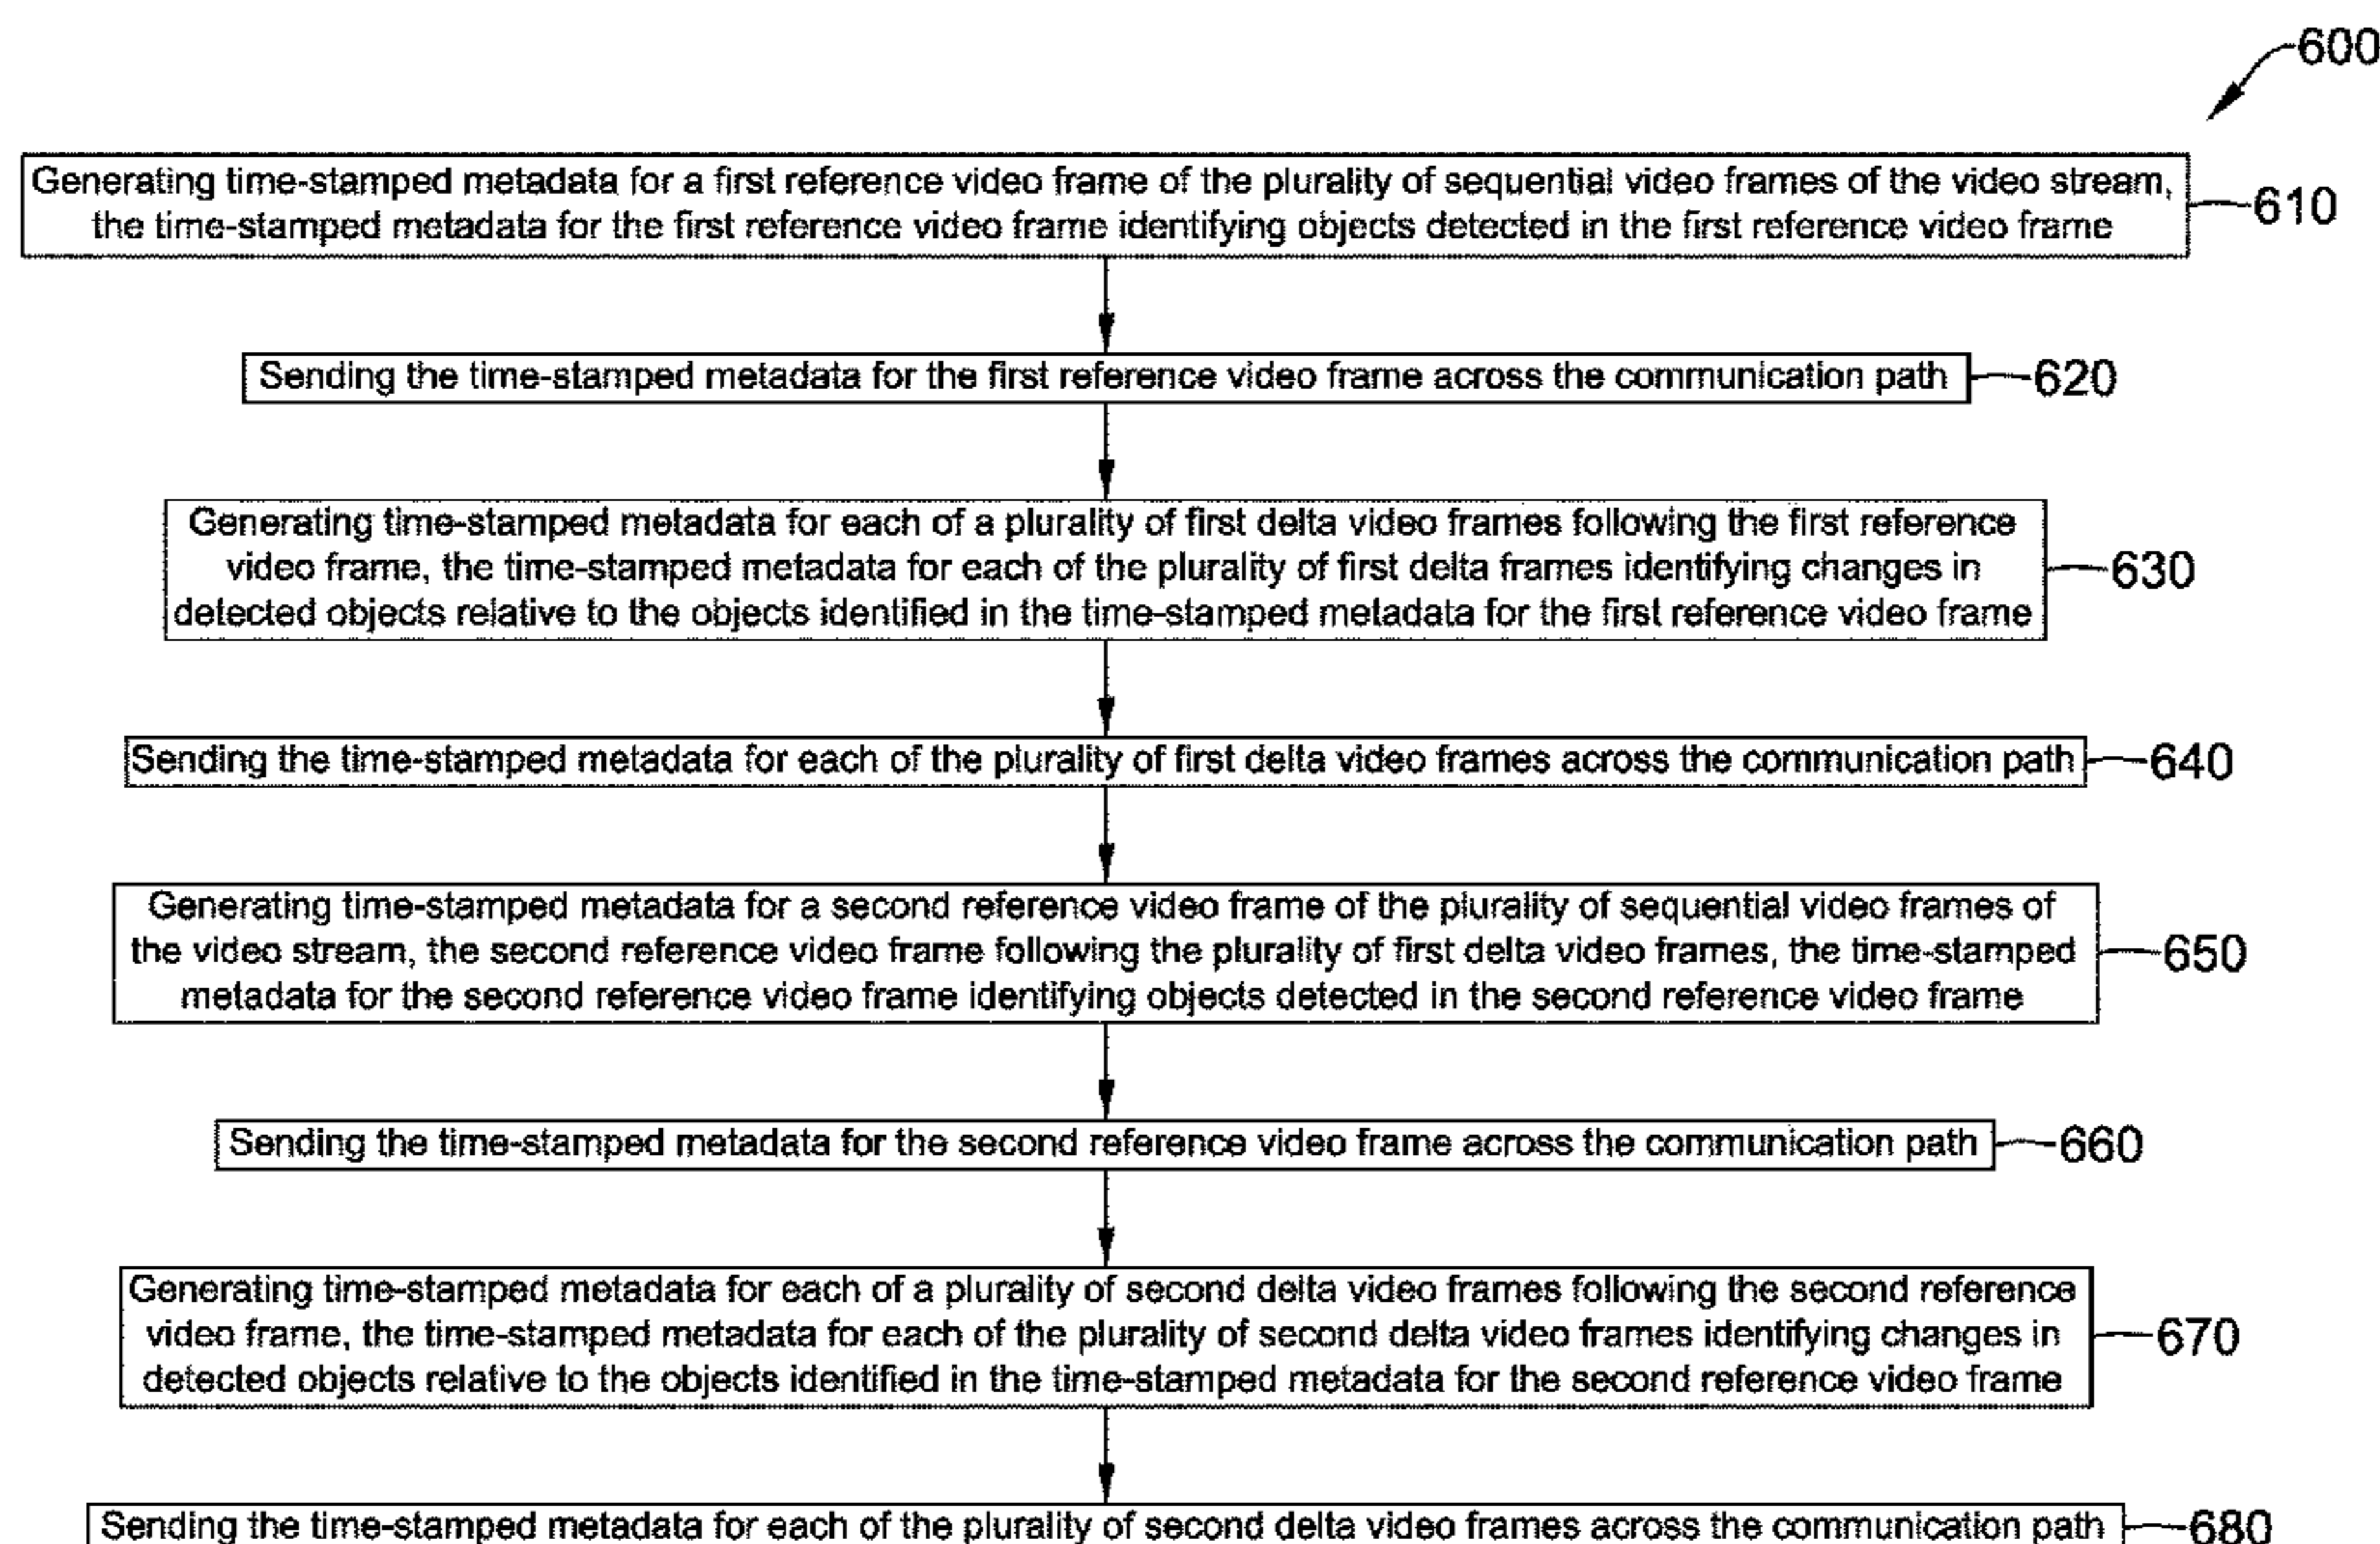 600
Generating time-stamped metadata for a first reference video frame of the plurality of sequential video frames of the video stream,
the time-stamped metadata for the first reference video frame identifying objects detected in the first reference video frame
610
Sending the time-stamped metadata for the first reference video frame across the communication path
620
Generating time-stamped metadata for each of a plurality of first delta video frames following the first reference
video frame, the time-stamped metadata for each of the plurality of first delta frames identifying changes in
detected objects relative to the objects identified in the time-stamped metadata for the first reference video frame
630
Sending the time-stamped metadata for each of the plurality of first delta video frames across the communication path
640
Generating time-stamped metadata for a second reference video frame of the plurality of sequential video frames of
the video stream, the second reference video frame following the plurality of first delta video frames, the time-stamped
metadata for the second reference video frame identifying objects detected in the second reference video frame
650
Sending the time-stamped metadata for the second reference video frame across the communication path
660
Generating time-stamped metadata for each of a plurality of second delta video frames following the second reference
video frame, the time-stamped metadata for each of the plurality of second delta video frames identifying changes in
detected objects relative to the objects identified in the time-stamped metadata for the second reference video frame
670
Sending the time-stamped metadata for each of the plurality of second delta video frames across the communication path
680